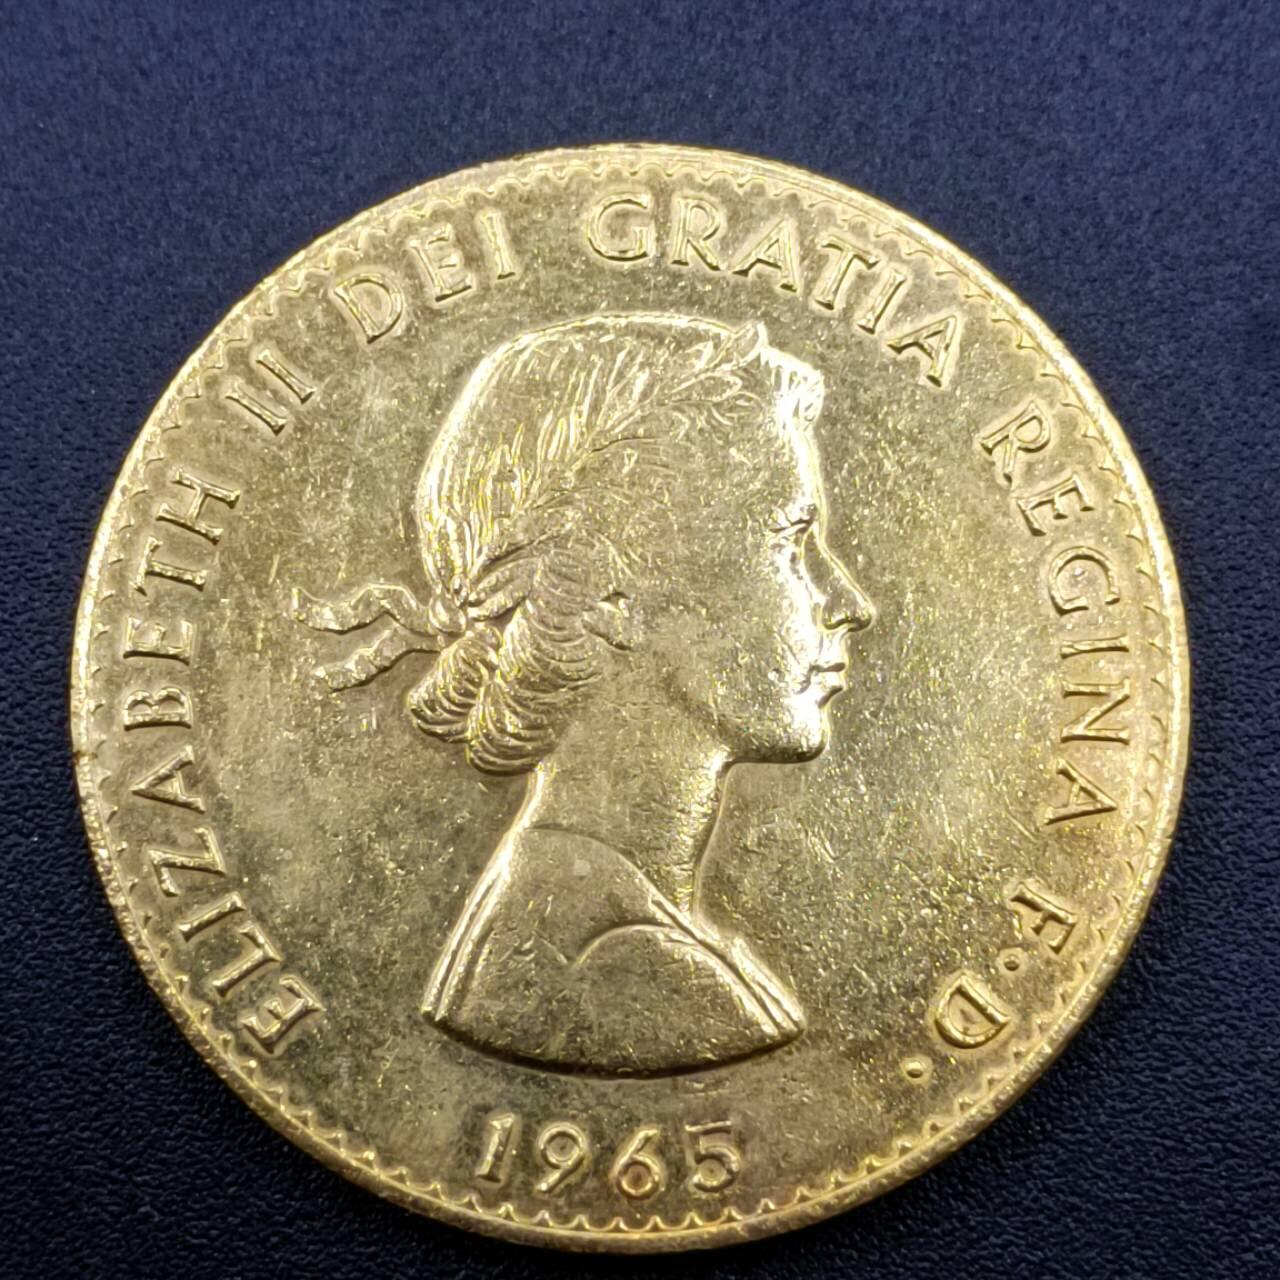 ELIZABETH II DEI GRATIA REGINA F.D.
1965